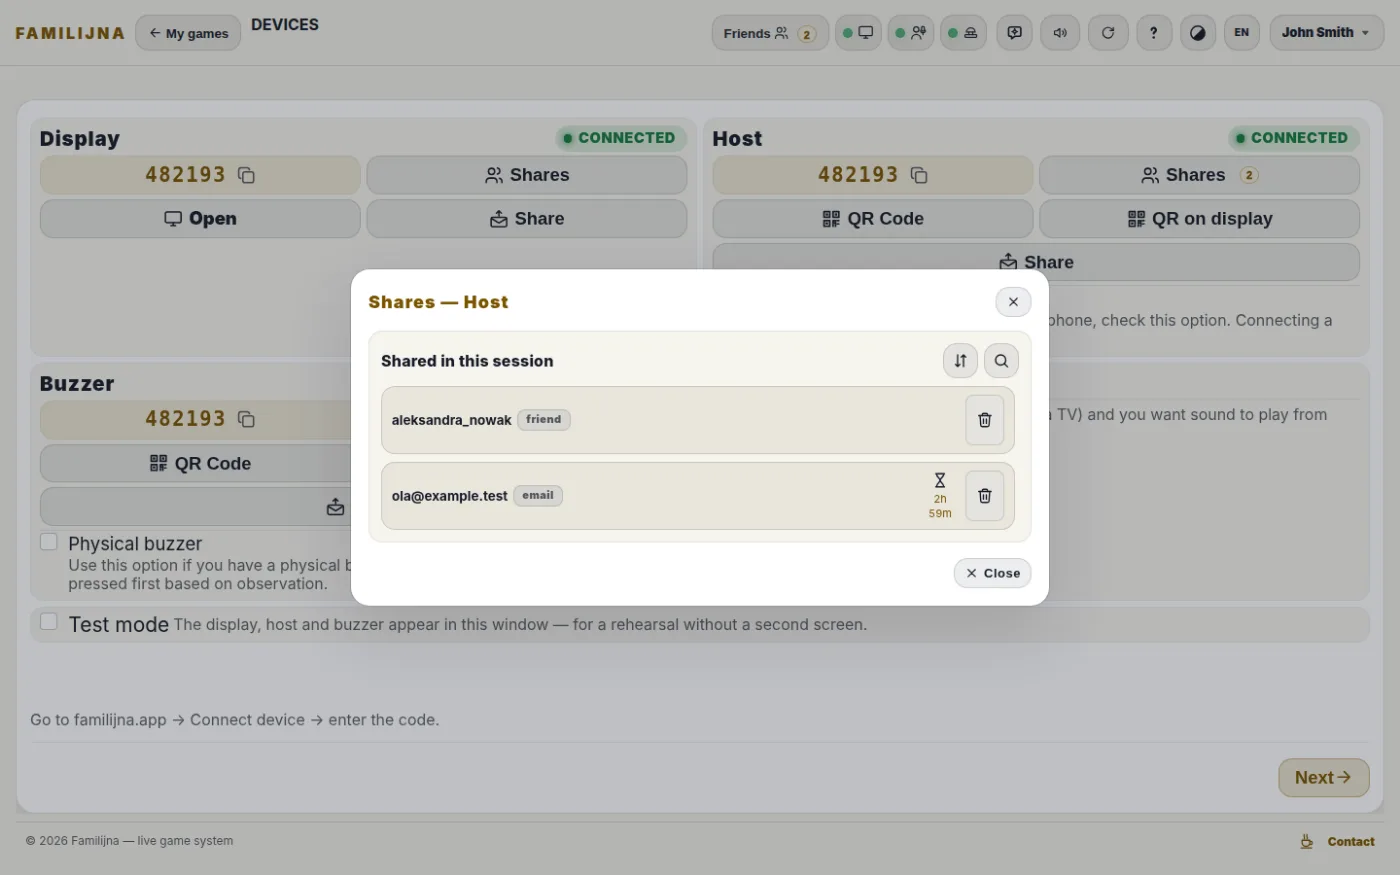 FAMILIJNA
← My games
DEVICES
Friends 2
?
EN
John Smith
Display
CONNECTED
482193
Shares
Open
Share
Host
CONNECTED
482193
Shares 2
QR Code
QR on display
Share
phone, check this option. Connecting a
Shares — Host
Shared in this session
aleksandra_nowak friend
ola@example.test email
2h
59m
Close
Buzzer
482193
QR Code
Physical buzzer
Use this option if you have a physical b
pressed first based on observation.
TV) and you want sound to play from
Test mode The display, host and buzzer appear in this window — for a rehearsal without a second screen.
Go to familijna.app → Connect device → enter the code.
Next →
© 2026 Familijna — live game system
Contact